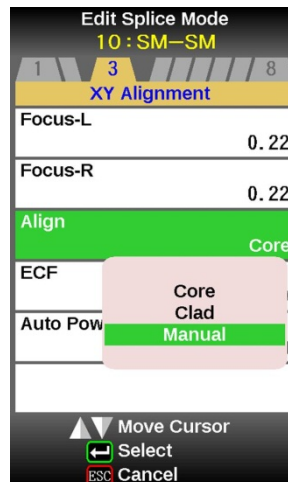 Edit Splice Mode
10 : SM–SM
1 3 8
XY Alignment
Focus-L
0.22
Focus-R
0.22
Align
Core
ECF
Core
Clad
Auto Pow
Manual
Move Cursor
Select
ESC Cancel